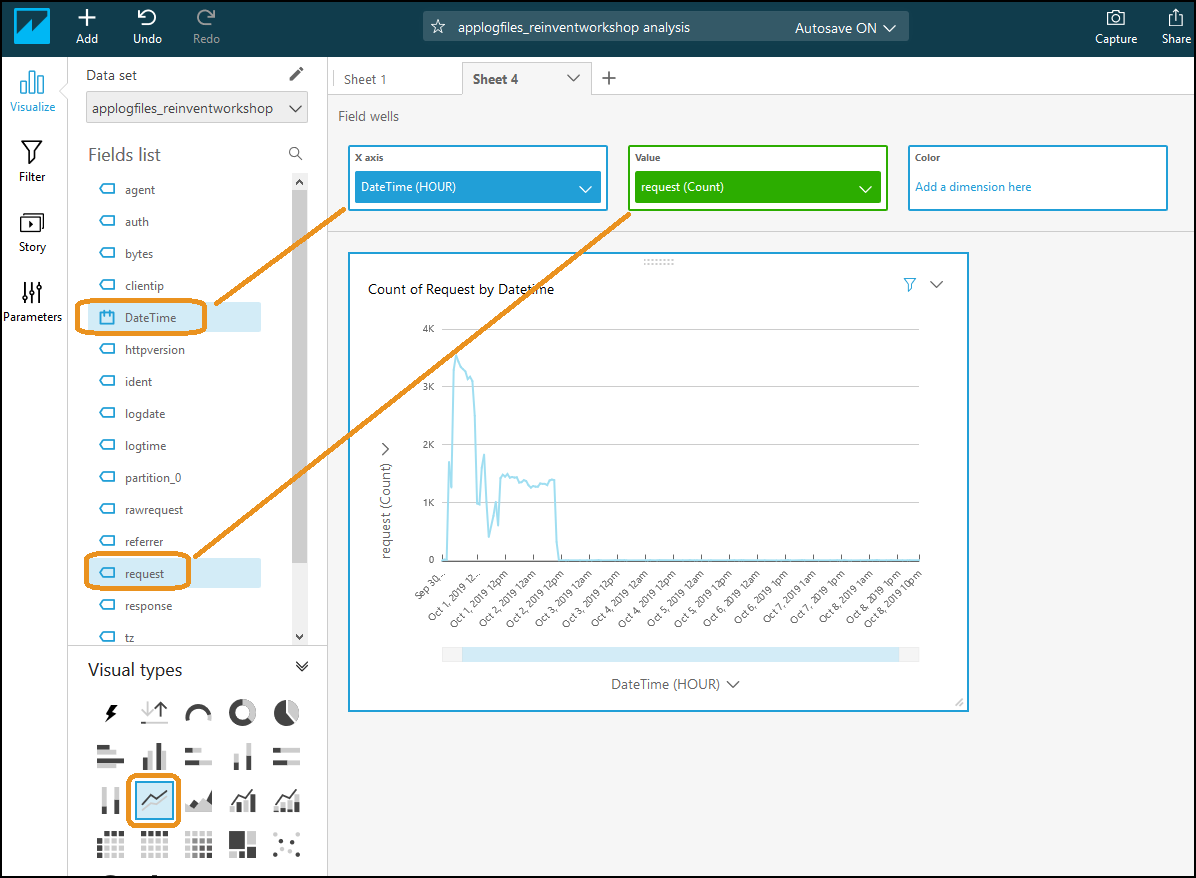 Add
Undo
Redo
applogfiles_reinventworkshop analysis
Autosave ON
Capture
Share
Visualize
Filter
Story
Parameters
Data set
applogfiles_reinventworkshop
Fields list
agent
auth
bytes
clientip
DateTime
httpversion
ident
logdate
logtime
partition_0
rawrequest
referrer
request
response
tz
Visual types
Sheet 1
Sheet 4
Field wells
X axis
DateTime (HOUR)
Value
request (Count)
Color
Add a dimension here
Count of Request by Datetime
request (Count)
4K
3K
2K
1K
0
Sep 30,...
Oct 1, 2019 12...
Oct 1, 2019 12pm
Oct 2, 2019 12am
Oct 2, 2019 12pm
Oct 3, 2019 12am
Oct 3, 2019 12pm
Oct 4, 2019 12am
Oct 4, 2019 12pm
Oct 5, 2019 12am
Oct 5, 2019 12pm
Oct 6, 2019 12am
Oct 6, 2019 1pm
Oct 7, 2019 1am
Oct 7, 2019 1pm
Oct 8, 2019 1am
Oct 8, 2019 1pm
Oct 8, 2019 10pm
DateTime (HOUR)